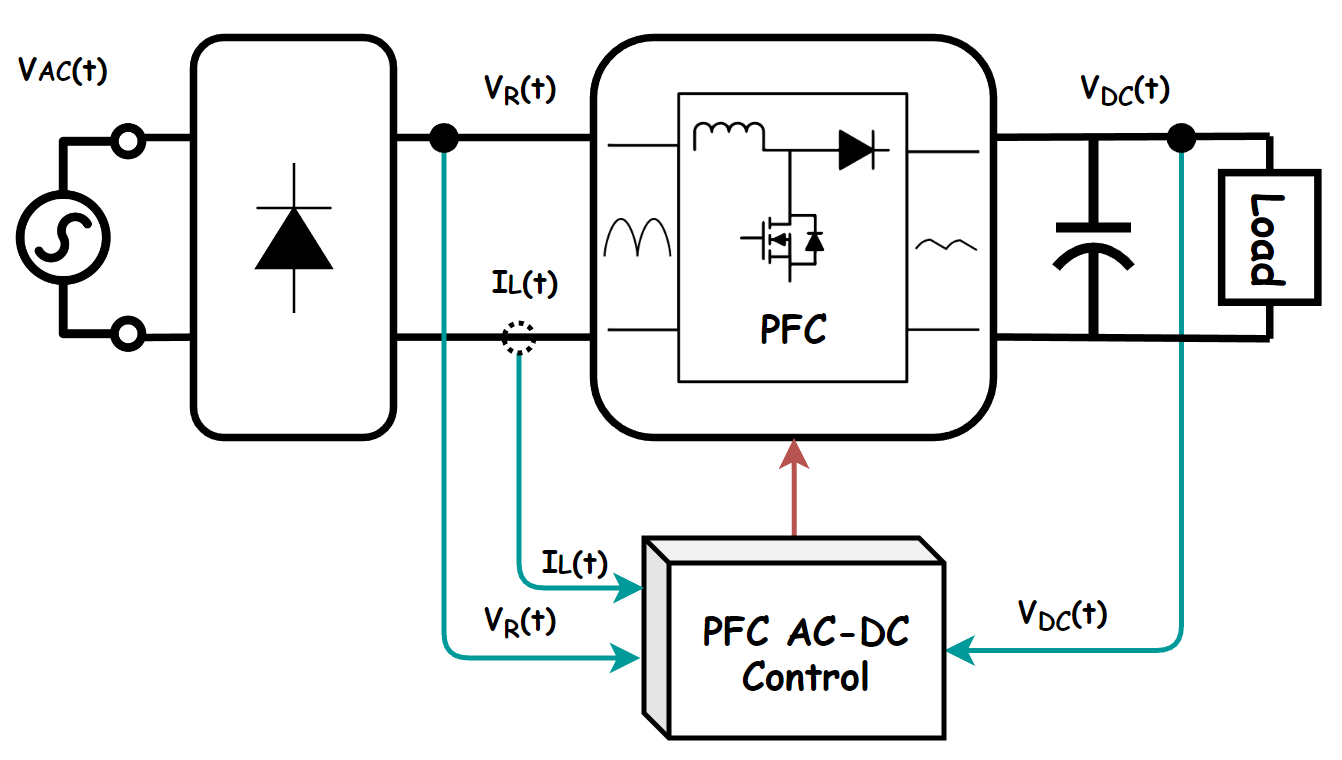 VAC(t)
VR(t)
VDC(t)
Load
IL(t)
PFC
IL(t)
VR(t)
VDC(t)
PFC AC-DC
Control